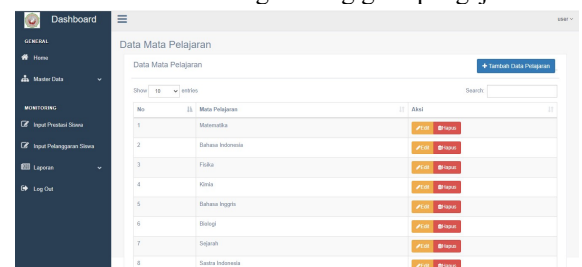 Dashboard
user
GENERAL
Home
Master Data
MONITORING
Input Prestasi Siswa
Input Pelanggaran Siswa
Laporan
Log Out
Data Mata Pelajaran
Data Mata Pelajaran
+ Tambah Data Pelajaran
Show 10 entries
Search:
No Mata Pelajaran Aksi
1 Matematika Edit Hapus
2 Bahasa Indonesia Edit Hapus
3 Fisika Edit Hapus
4 Kimia Edit Hapus
5 Bahasa Inggris Edit Hapus
6 Biologi Edit Hapus
7 Sejarah Edit Hapus
8 Sastra Indonesia Edit Hapus